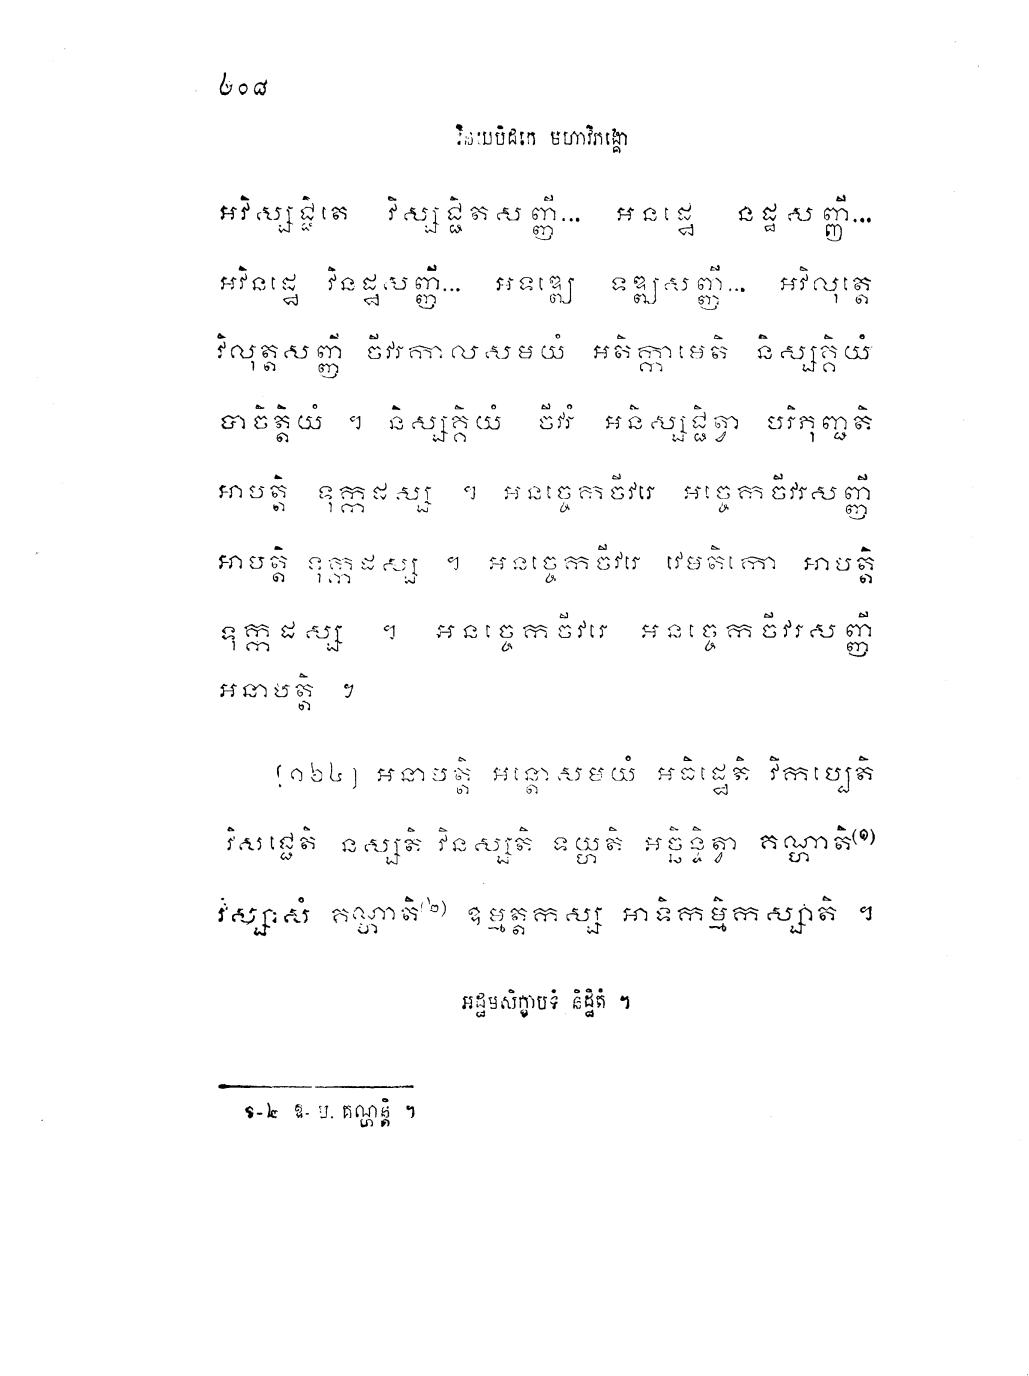 ២០៨
វិនយបិដកេ មហាវិភង្គោ
អវិស្សជ្ជិតេ វិស្សជ្ជិតសញ្ញី... អនដ្ឋេ នដ្ឋសញ្ញី...
អវិនដ្ឋេ វិនដ្ឋសញ្ញី... អទឌ្ឍេ ទឌ្ឍសញ្ញី... អវិលុត្តេ
វិលុត្តសញ្ញី ចីវរកាលសមយំ អតិក្កាមេតិ និស្សគ្គិយំ
បាចិត្តិយំ ។ និស្សគ្គិយំ ចីវរំ អនិស្សជ្ជិត្វា បរិភុញ្ជតិ
អាបត្តិ ទុក្កដស្ស ។ អនច្ចេកចីវរេ អច្ចេកចីវរសញ្ញី
អាបត្តិ ទុក្កដស្ស ។ អនច្ចេកចីវរេ វេមតិកោ អាបត្តិ
ទុក្កដស្ស ។ អនច្ចេកចីវរេ អនច្ចេកចីវរសញ្ញី
អនាបត្តិ ។
(១៦៤) អនាបត្តិ អន្តោសមយំ អធិដ្ឋេតិ វិកប្បេតិ
វិសជ្ជេតិ នស្សតិ វិនស្សតិ ទយ្ហតិ អច្ឆិន្ទិត្វា គណ្ហាតិ(១)
វិស្សាសំ គណ្ហាតិ(២) ឧម្មត្តកស្ស អាទិកម្មិកស្សាតិ ។
អដ្ឋមសិក្ខាបទំ និដ្ឋិតំ ។
១-២ ឱ- ប. គណ្ហន្តិ ។